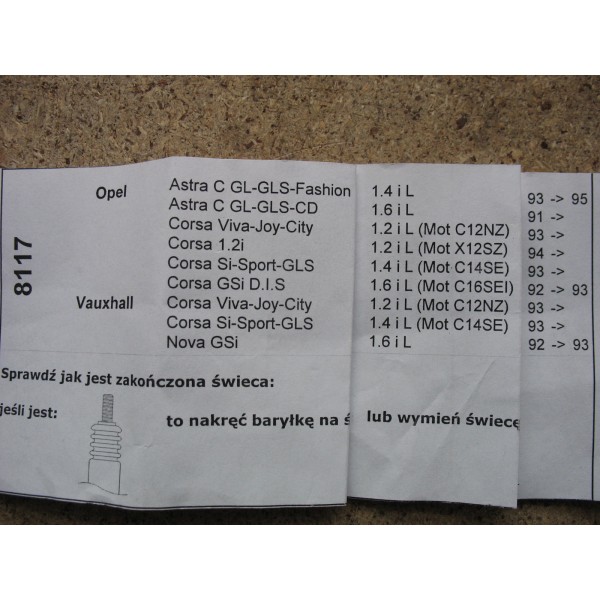 8117
Opel Astra C GL-GLS-Fashion 1.4 i L 93 -> 95
Astra C GL-GLS-CD 1.6 i L 91 ->
Corsa Viva-Joy-City 1.2 i L (Mot C12NZ) 93 ->
Corsa 1.2i 1.2 i L (Mot X12SZ) 94 ->
Corsa Si-Sport-GLS 1.4 i L (Mot C14SE) 93 ->
Corsa GSi D.I.S 1.6 i L (Mot C16SEI) 92 -> 93
Vauxhall Corsa Viva-Joy-City 1.2 i L (Mot C12NZ) 93 ->
Corsa Si-Sport-GLS 1.4 i L (Mot C14SE) 93 ->
Nova GSi 1.6 i L 92 -> 93
Sprawdź jak jest zakończona świeca:
jeśli jest: to nakręć baryłkę na lub wymień świecę